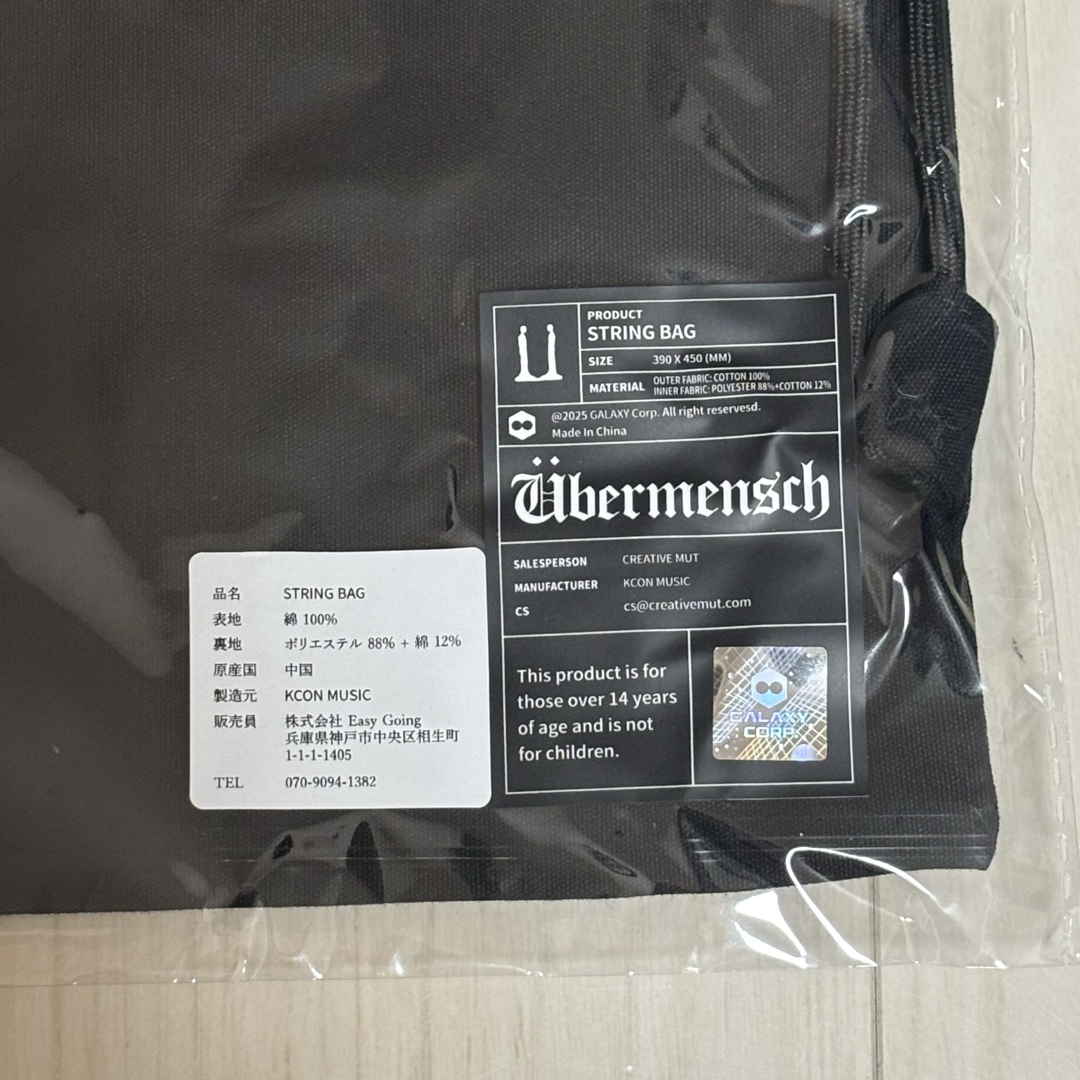 PRODUCT
STRING BAG
SIZE 390 X 450 (MM)
MATERIAL OUTER FABRIC: COTTON 100%
INNER FABRIC: POLYESTER 88%+COTTON 12%
@2025 GALAXY Corp. All right reservesd.
Made In China
Übermensch
SALESPERSON CREATIVE MUT
MANUFACTURER KCON MUSIC
CS cs@creativemut.com
This product is for
those over 14 years
of age and is not
for children.
GALAXY
CORP.
品名 STRING BAG
表地 綿 100%
裏地 ポリエステル 88% + 綿 12%
原産国 中国
製造元 KCON MUSIC
販売員 株式会社 Easy Going
兵庫県神戸市中央区相生町
1-1-1-1405
TEL 070-9094-1382